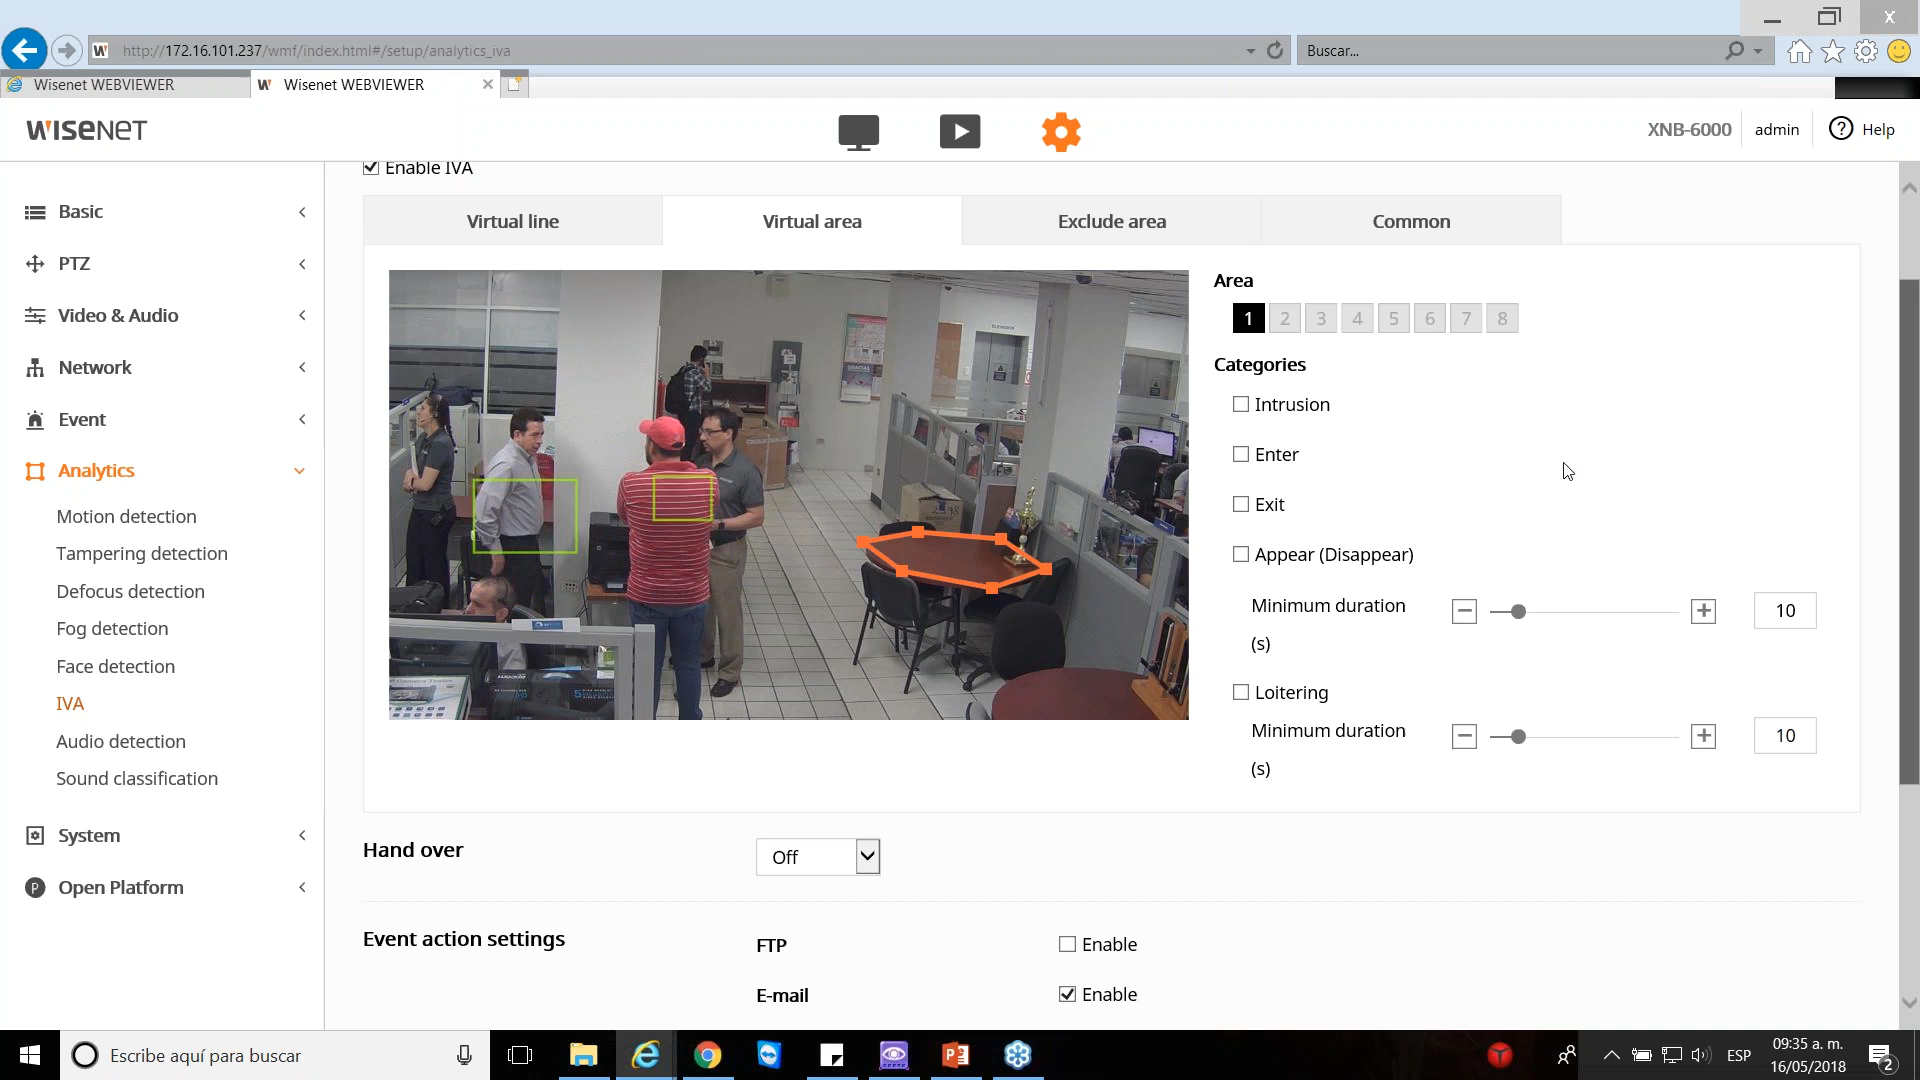 http://172.16.101.237/wmf/index.html#/setup/analytics_iva
Buscar...
Wisenet WEBVIEWER
Wisenet WEBVIEWER
WISENET
XNB-6000
admin
Help
Enable IVA
Virtual line
Virtual area
Exclude area
Common
Basic
PTZ
Video & Audio
Network
Event
Analytics
Motion detection
Tampering detection
Defocus detection
Fog detection
Face detection
IVA
Audio detection
Sound classification
System
Open Platform
GRACIAS
Area
1 2 3 4 5 6 7 8
Categories
Intrusion
Enter
Exit
Appear (Disappear)
Minimum duration
(s)
10
Loitering
Minimum duration
(s)
10
Hand over
Off
Event action settings
FTP
Enable
E-mail
Enable
Escribe aquí para buscar
ESP
09:35 a. m.
16/05/2018
2